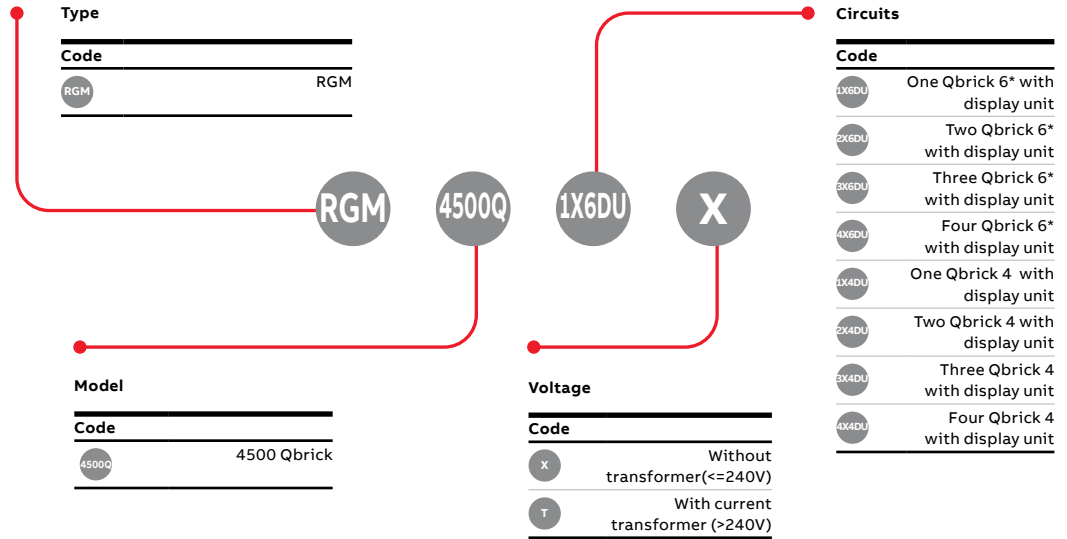 Type
Code
RGM RGM
Circuits
Code
1X6DU One Qbrick 6* with
display unit
2X6DU Two Qbrick 6*
with display unit
3X6DU Three Qbrick 6*
with display unit
4X6DU Four Qbrick 6*
with display unit
1X4DU One Qbrick 4 with
display unit
2X4DU Two Qbrick 4 with
display unit
3X4DU Three Qbrick 4
with display unit
4X4DU Four Qbrick 4
with display unit
RGM 4500Q 1X6DU X
Model
Code
4500Q 4500 Qbrick
Voltage
Code
X Without
transformer(<=240V)
T With current
transformer (>240V)